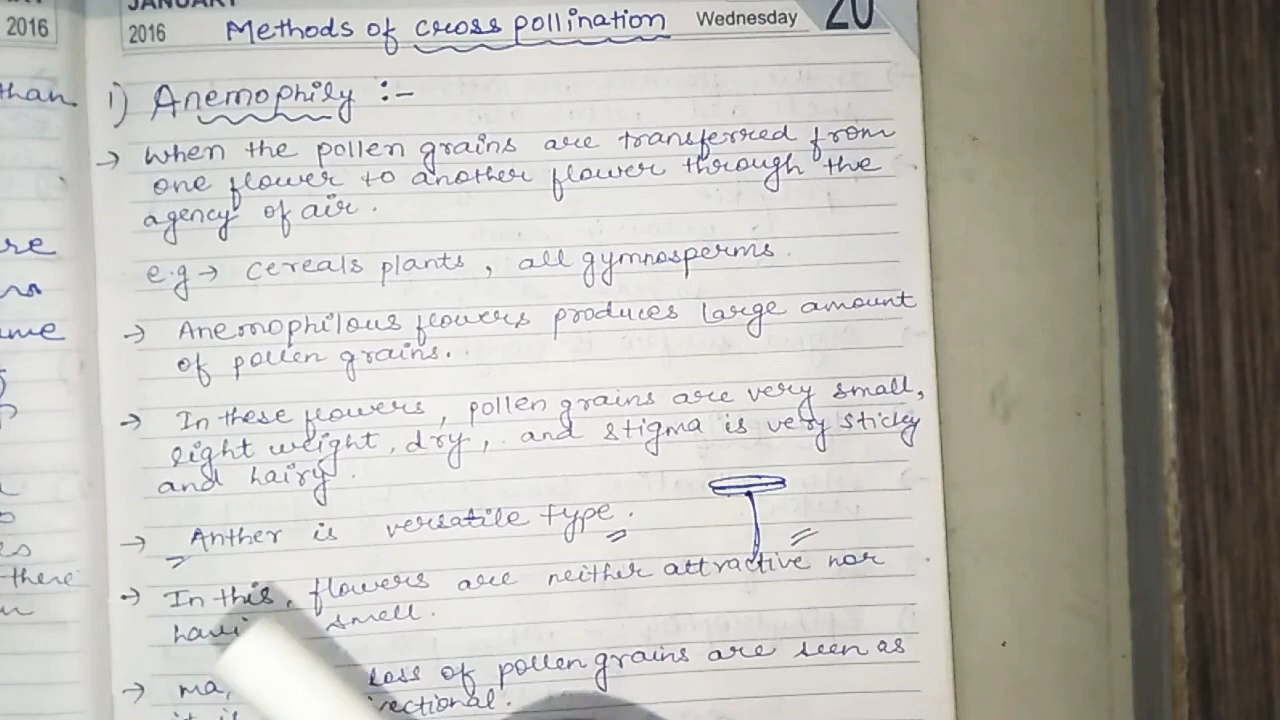 2016
JANUARY
2016 Methods of cross pollination Wednesday 20
than
1) Anemophily :-
→ when the pollen grains are transferred from
one flower to another flower through the
agency of air.
re
e.g → cereals plants, all gymnosperms.
ume
→ Anemophilous flowers produces large amount
of pollen grains.
→ In these flowers, pollen grains are very small,
light weight, dry, and stigma is very sticky
and hairy.
→ Anther is versatile type.
there
→ In this, flowers are neither attractive nor
smell.
→ loss of pollen grains are seen as
rectional.